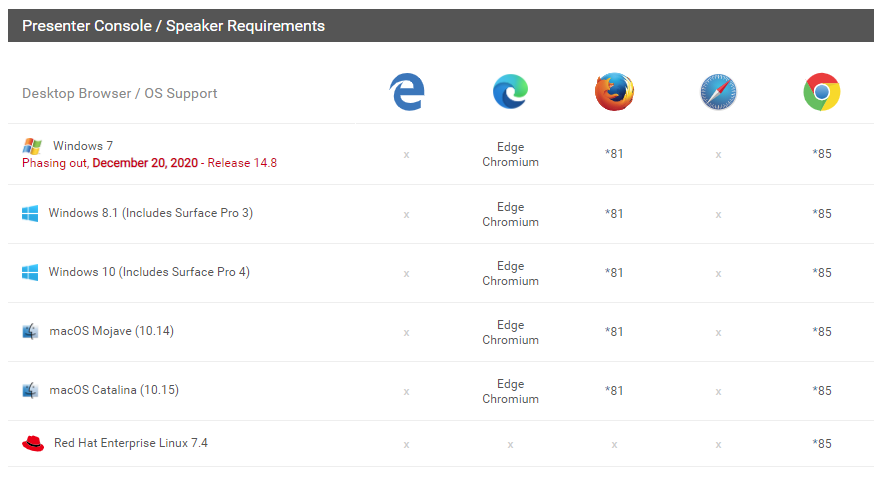 Presenter Console / Speaker Requirements
Desktop Browser / OS Support
Windows 7
Phasing out, December 20, 2020 - Release 14.8
x
Edge
Chromium
*81
x
*85
Windows 8.1 (Includes Surface Pro 3)
x
Edge
Chromium
*81
x
*85
Windows 10 (Includes Surface Pro 4)
x
Edge
Chromium
*81
x
*85
macOS Mojave (10.14)
x
Edge
Chromium
*81
x
*85
macOS Catalina (10.15)
x
Edge
Chromium
*81
x
*85
Red Hat Enterprise Linux 7.4
x
x
x
x
*85